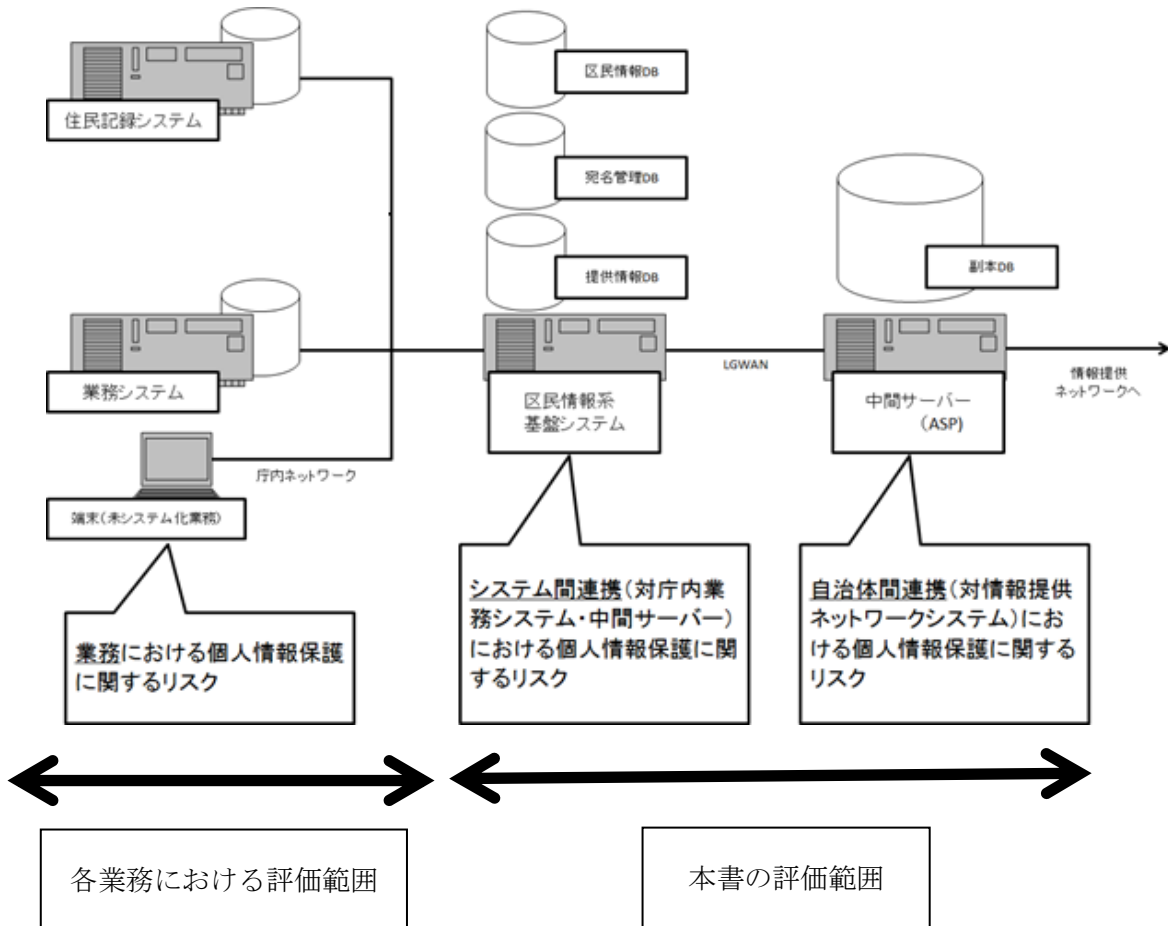 区民情報DB
住民記録システム
宛名管理DB
提供情報DB
副本DB
業務システム
区民情報系
基盤システム
LGWAN
中間サーバー
（ASP）
情報提供
ネットワークへ
庁内ネットワーク
端末（未システム化業務）
業務における個人情報保護
に関するリスク
システム間連携（対庁内業
務システム・中間サーバー）
における個人情報保護に関
するリスク
自治体間連携（対情報提供
ネットワークシステム）にお
ける個人情報保護に関する
リスク
各業務における評価範囲
本書の評価範囲